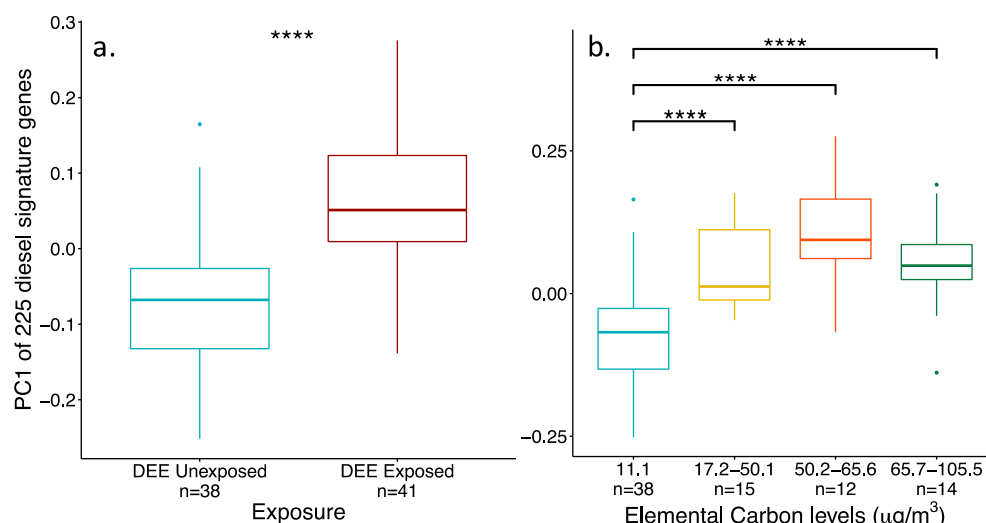 a.
****
PC1 of 225 diesel signature genes
0.3
0.2
0.1
0.0
−0.1
−0.2
DEE Unexposed
n=38
DEE Exposed
n=41
Exposure
b.
****
****
****
0.25
0.00
−0.25
11.1
n=38
17.2−50.1
n=15
50.2−65.6
n=12
65.7−105.5
n=14
Elemental Carbon levels (μg/m³)